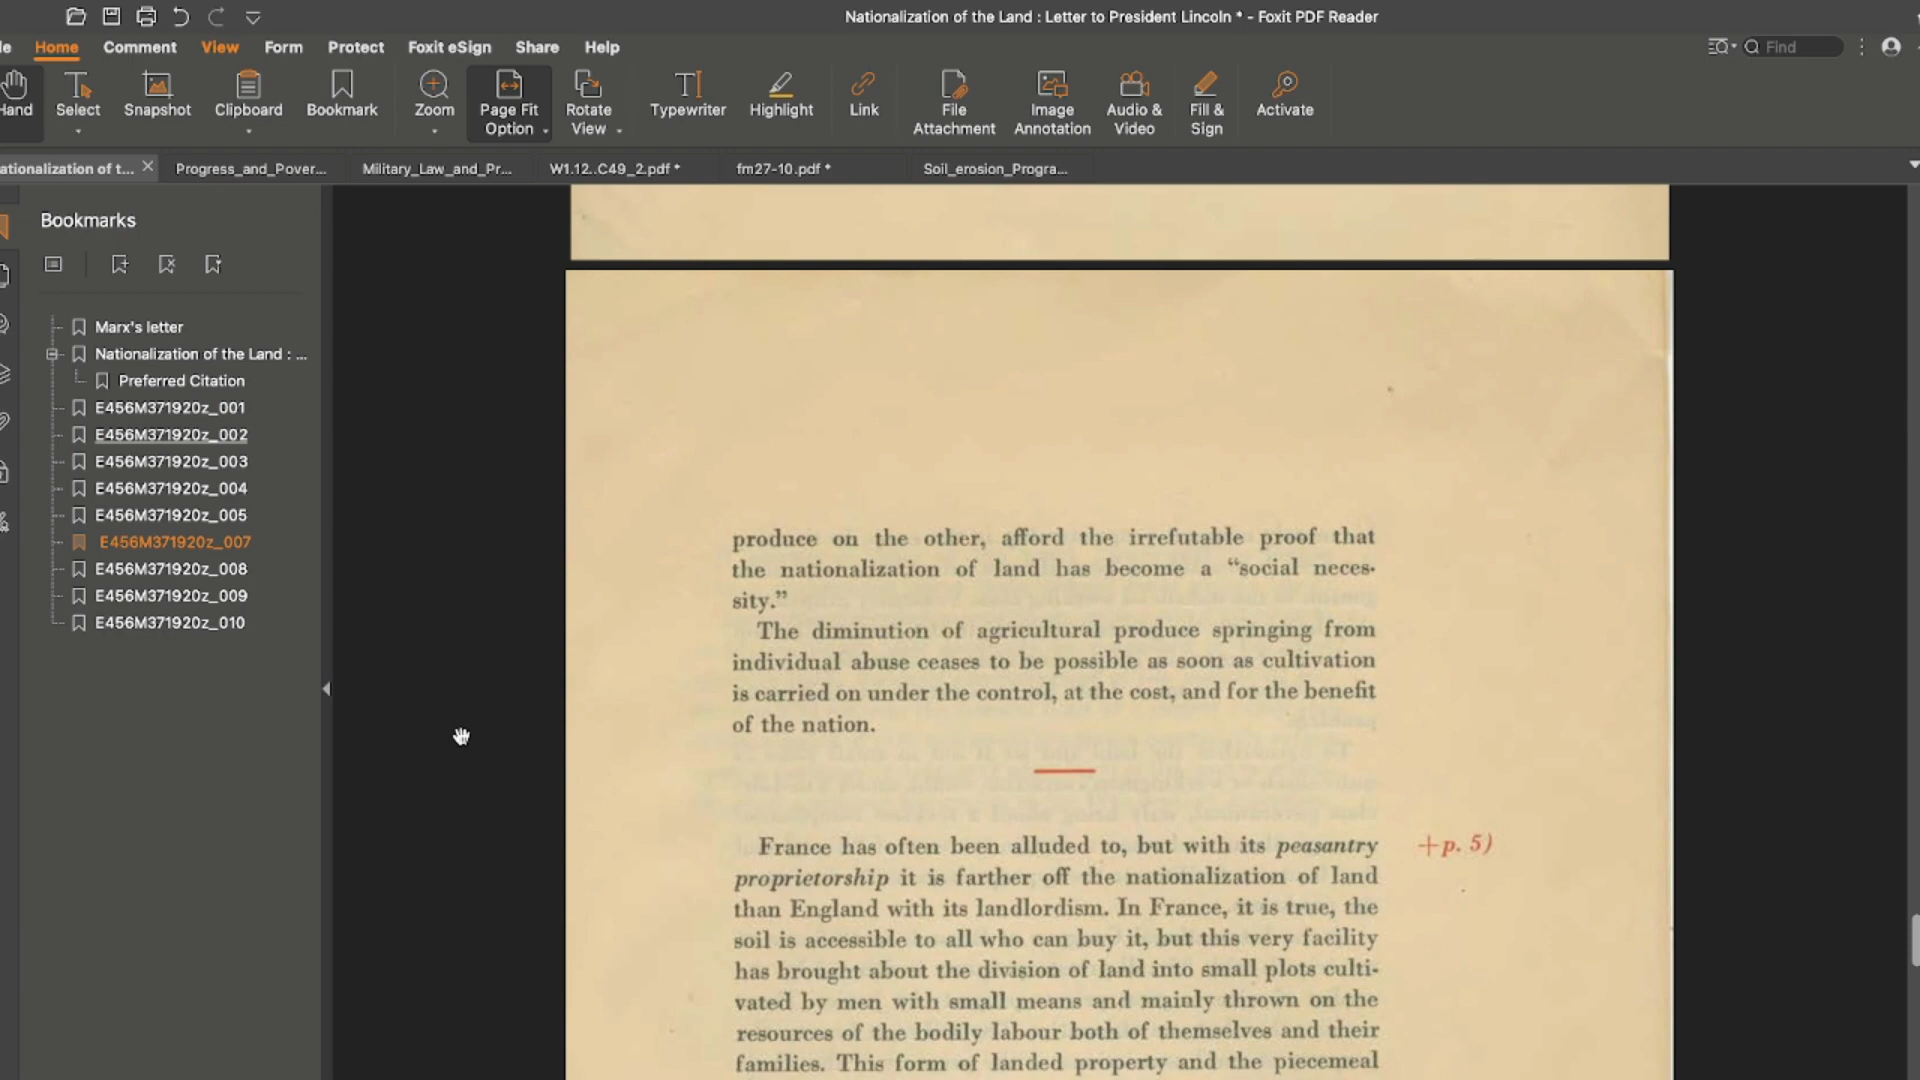 Nationalization of the Land : Letter to President Lincoln * - Foxit PDF Reader
Home Comment View Form Protect Foxit eSign Share Help
Find
Hand
Select
Snapshot
Clipboard
Bookmark
Zoom
Page Fit
Option
Rotate
View
Typewriter
Highlight
Link
File
Attachment
Image
Annotation
Audio &
Video
Fill &
Sign
Activate
ationalization of t... Progress_and_Pover... Military_Law_and_Pr... W1.12..C49_2.pdf * fm27-10.pdf * Soil_erosion_Progra...
Bookmarks
Marx's letter
Nationalization of the Land : ...
Preferred Citation
E456M371920z_001
E456M371920z_002
E456M371920z_003
E456M371920z_004
E456M371920z_005
E456M371920z_007
E456M371920z_008
E456M371920z_009
E456M371920z_010
produce on the other, afford the irrefutable proof that
the nationalization of land has become a “social neces-
sity.”
The diminution of agricultural produce springing from
individual abuse ceases to be possible as soon as cultivation
is carried on under the control, at the cost, and for the benefit
of the nation.
France has often been alluded to, but with its peasantry
+p. 5)
proprietorship it is farther off the nationalization of land
than England with its landlordism. In France, it is true, the
soil is accessible to all who can buy it, but this very facility
has brought about the division of land into small plots culti-
vated by men with small means and mainly thrown on the
resources of the bodily labour both of themselves and their
families. This form of landed property and the piecemeal